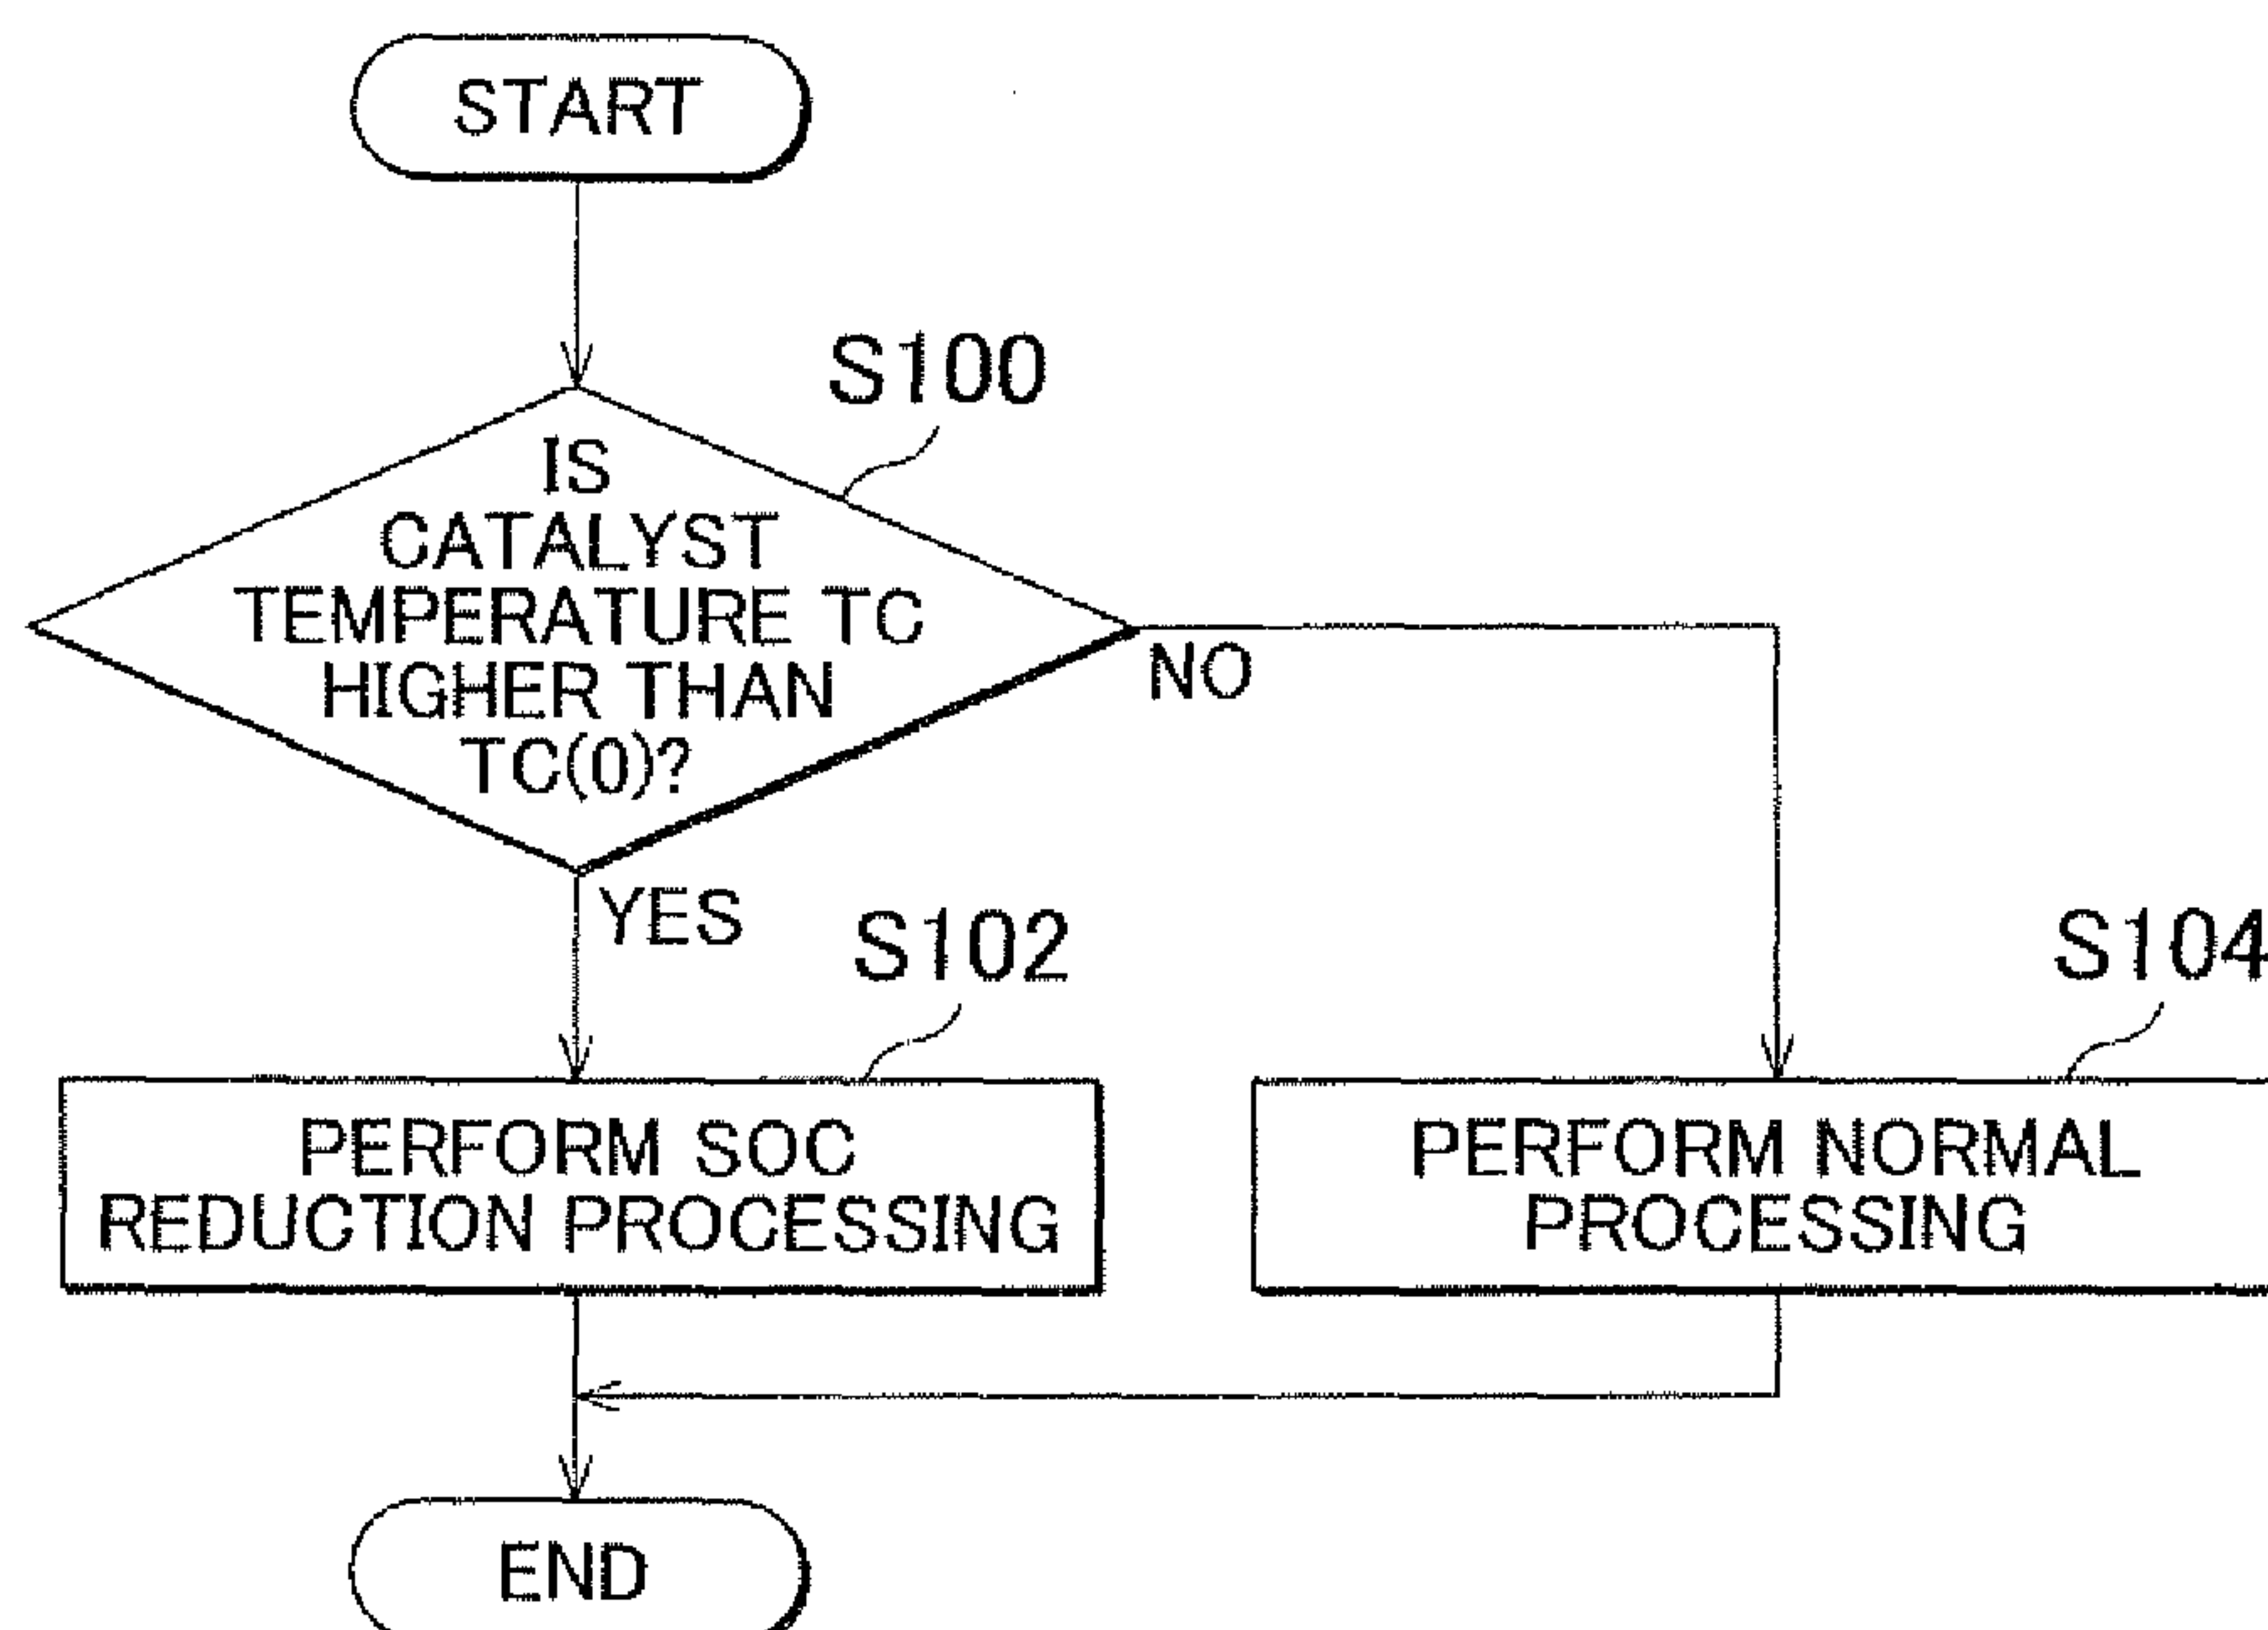 START
S100
IS
CATALYST
TEMPERATURE TC
HIGHER THAN
TC(0)?
NO
YES
S102
S104
PERFORM SOC
REDUCTION PROCESSING
PERFORM NORMAL
PROCESSING
END